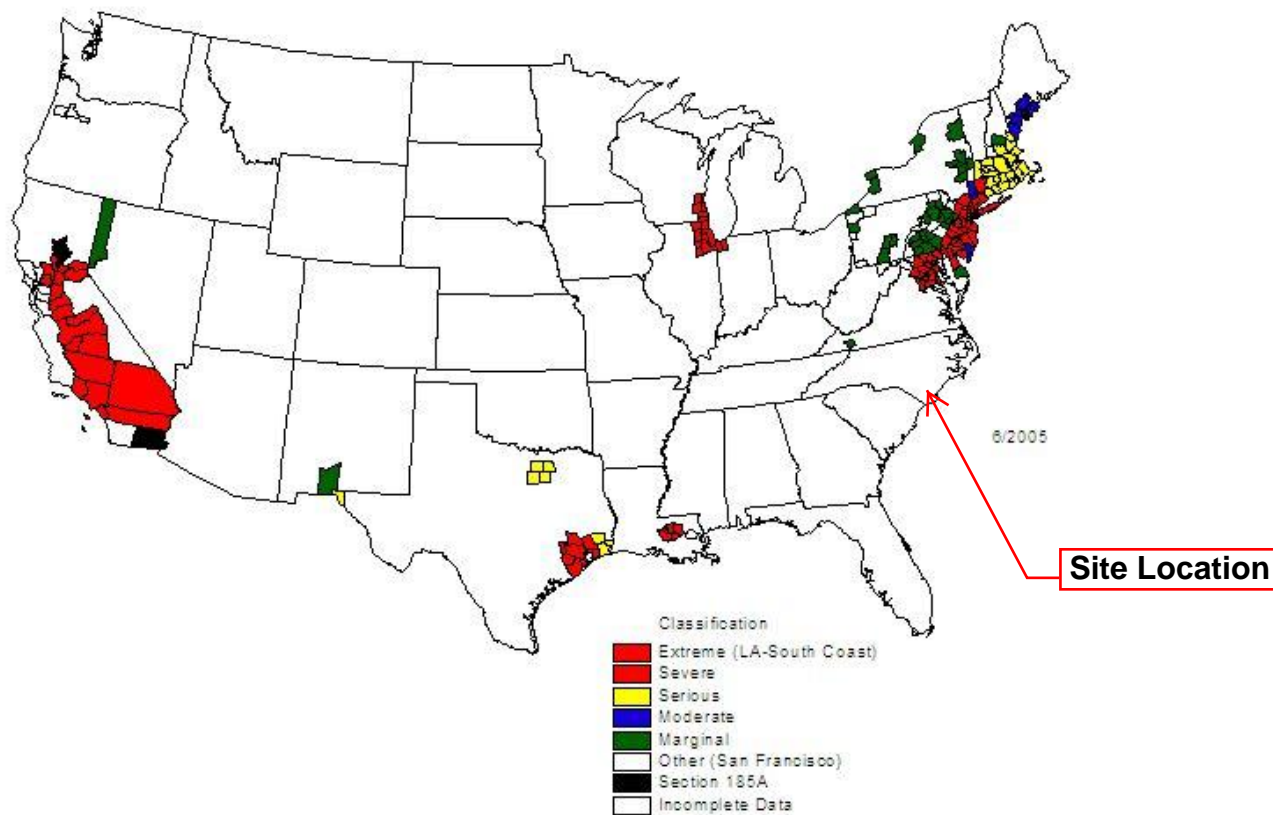 6/2005
Site Location
Classification
Extreme (LA-South Coast)
Severe
Serious
Moderate
Marginal
Other (San Francisco)
Section 185A
Incomplete Data